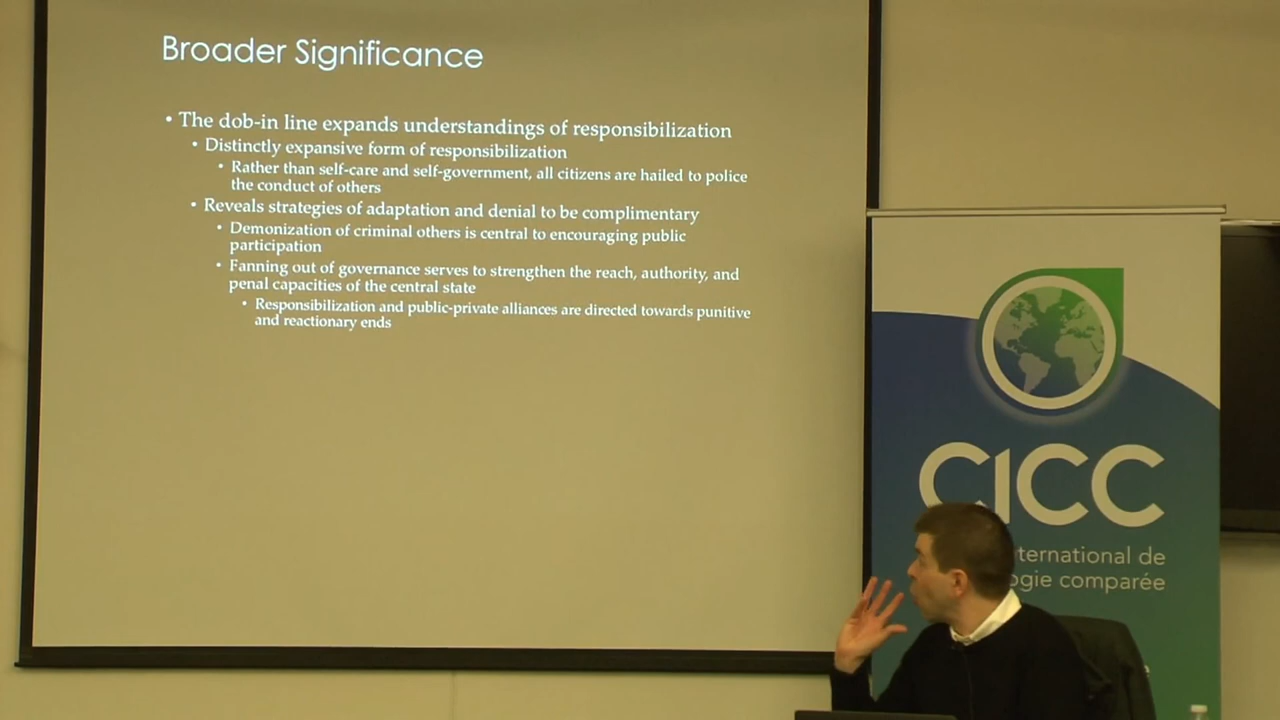 Broader Significance
• The dob-in line expands understandings of responsibilization
• Distinctly expansive form of responsibilization
• Rather than self-care and self-government, all citizens are hailed to police
the conduct of others
• Reveals strategies of adaptation and denial to be complimentary
• Demonization of criminal others is central to encouraging public
participation
• Fanning out of governance serves to strengthen the reach, authority, and
penal capacities of the central state
• Responsibilization and public-private alliances are directed towards punitive
and reactionary ends
CICC
ternational de
ogie comparée